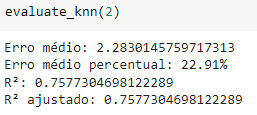 evaluate_knn(2)
Erro médio: 2.2830145759717313
Erro médio percentual: 22.91%
R²: 0.7577304698122289
R² ajustado: 0.7577304698122289